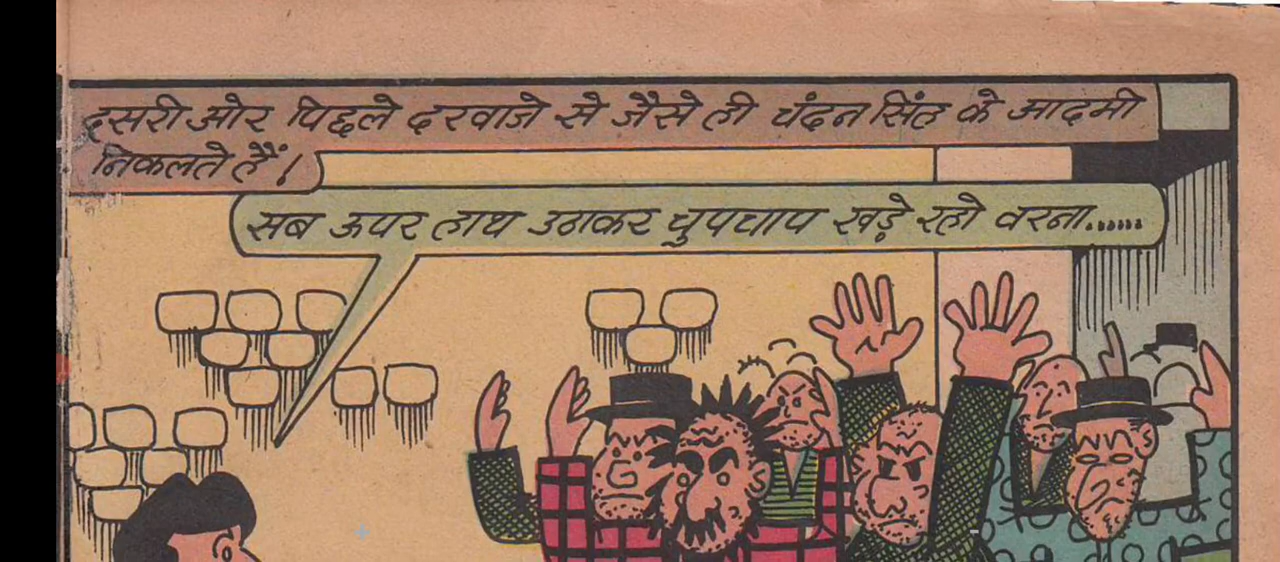 दूसरी ओर पिछले दरवाजे से जैसे ही चंदन सिंह के आदमी
निकलते हैं!
सब ऊपर हाथ उठाकर चुपचाप खड़े रहो वरना......